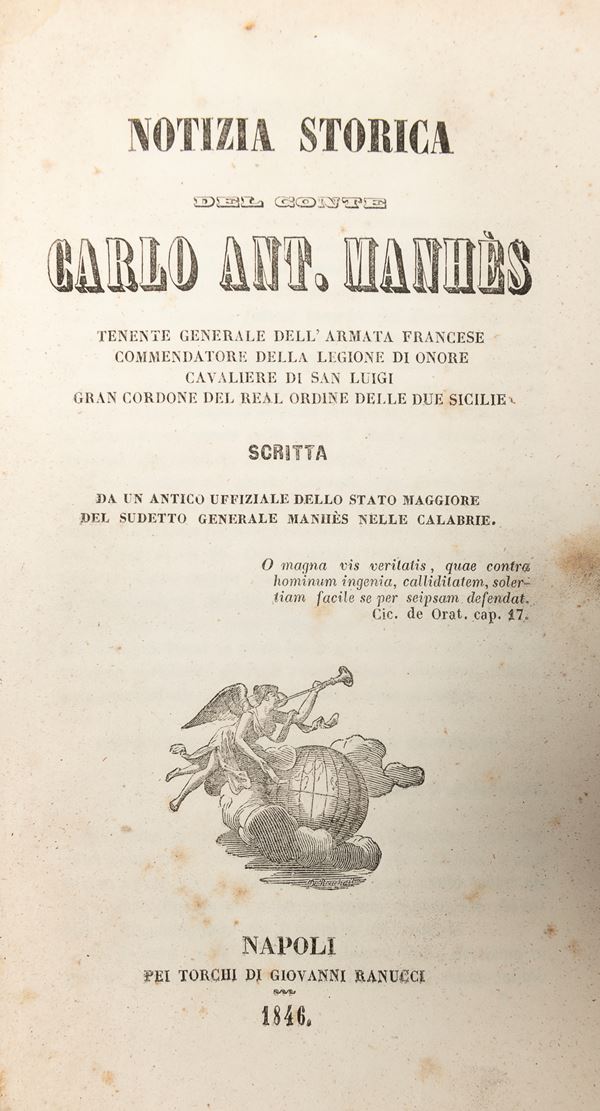 NOTIZIA STORICA
DEL CONTE
CARLO ANT. MANHÈS
TENENTE GENERALE DELL' ARMATA FRANCESE
COMMENDATORE DELLA LEGIONE DI ONORE
CAVALIERE DI SAN LUIGI
GRAN CORDONE DEL REAL ORDINE DELLE DUE SICILIE
SCRITTA
DA UN ANTICO UFFIZIALE DELLO STATO MAGGIORE
DEL SUDETTO GENERALE MANHÈS NELLE CALABRIE.
O magna vis veritatis, quae contra
hominum ingenia, calliditatem, soler-
tiam facile se per seipsam defendat.
Cic. de Orat. cap. 17.
NAPOLI
PEI TORCHI DI GIOVANNI RANUCCI
1846.